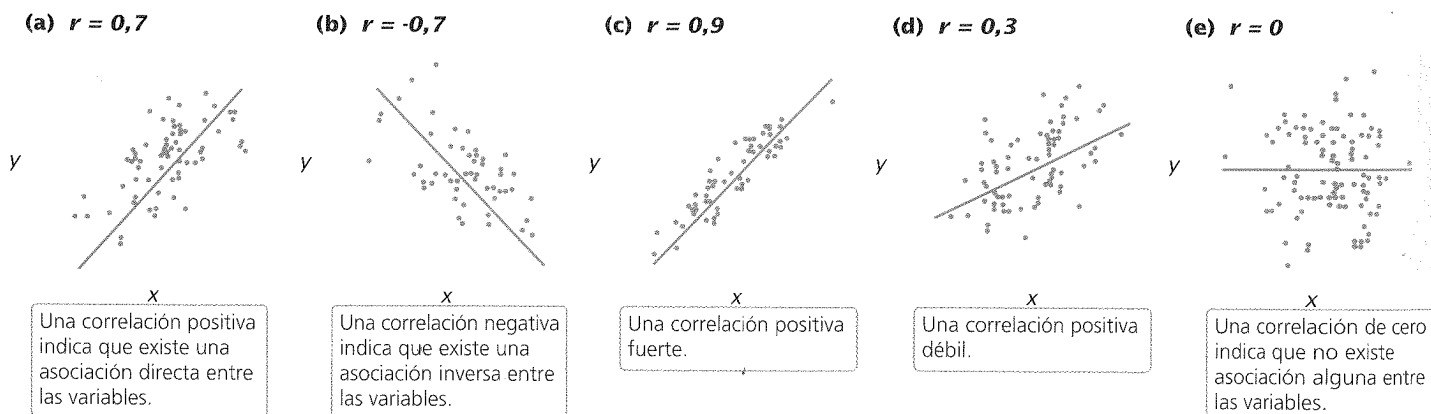 (a) r = 0,7
(b) r = -0,7
(c) r = 0,9
(d) r = 0,3
(e) r = 0
y
y
y
y
y
x
x
x
x
x
Una correlación positiva
indica que existe una
asociación directa entre
las variables.
Una correlación negativa
indica que existe una
asociación inversa entre
las variables.
Una correlación positiva
fuerte.
Una correlación positiva
débil.
Una correlación de cero
indica que no existe
asociación alguna entre
las variables.